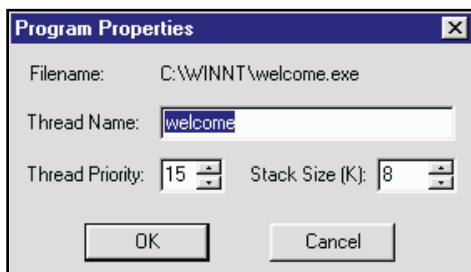 Program Properties
Filename: C:\WINNT\welcome.exe
Thread Name: welcome
Thread Priority: 15 Stack Size (K): 8
OK Cancel